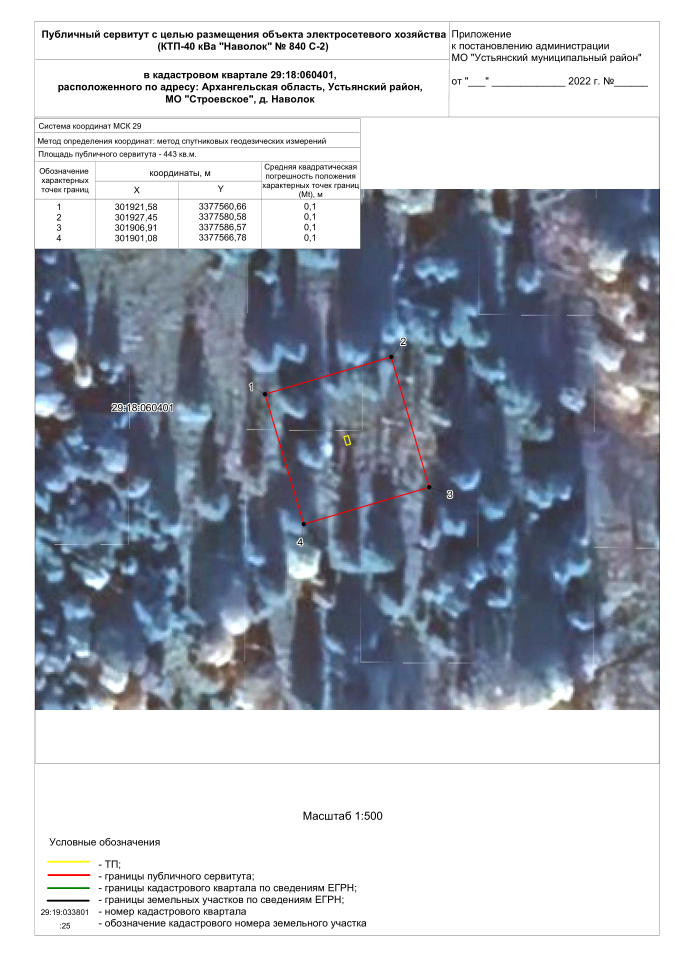 Публичный сервитут с целью размещения объекта электросетевого хозяйства
(КТП-40 кВа "Наволок" № 840 С-2)
в кадастровом квартале 29:18:060401,
расположенного по адресу: Архангельская область, Устьянский район,
МО "Строевское", д. Наволок
Приложение
к постановлению администрации
МО "Устьянский муниципальный район"
от "___" ______________ 2022 г. №______
Система координат МСК 29
Метод определения координат: метод спутниковых геодезических измерений
Площадь публичного сервитута - 443 кв.м.
Обозначение характерных точек границ
координаты, м
X
Y
Средняя квадратическая погрешность положения характерных точек границ (Mt), м
1 301921,58 3377560,66 0,1
2 301927,45 3377580,58 0,1
3 301906,91 3377586,57 0,1
4 301901,08 3377566,78 0,1
2
1
29:18:060401
3
4
Масштаб 1:500
Условные обозначения
- ТП;
- границы публичного сервитута;
- границы кадастрового квартала по сведениям ЕГРН;
- границы земельных участков по сведениям ЕГРН;
29:19:033801 - номер кадастрового квартала
:25 - обозначение кадастрового номера земельного участка